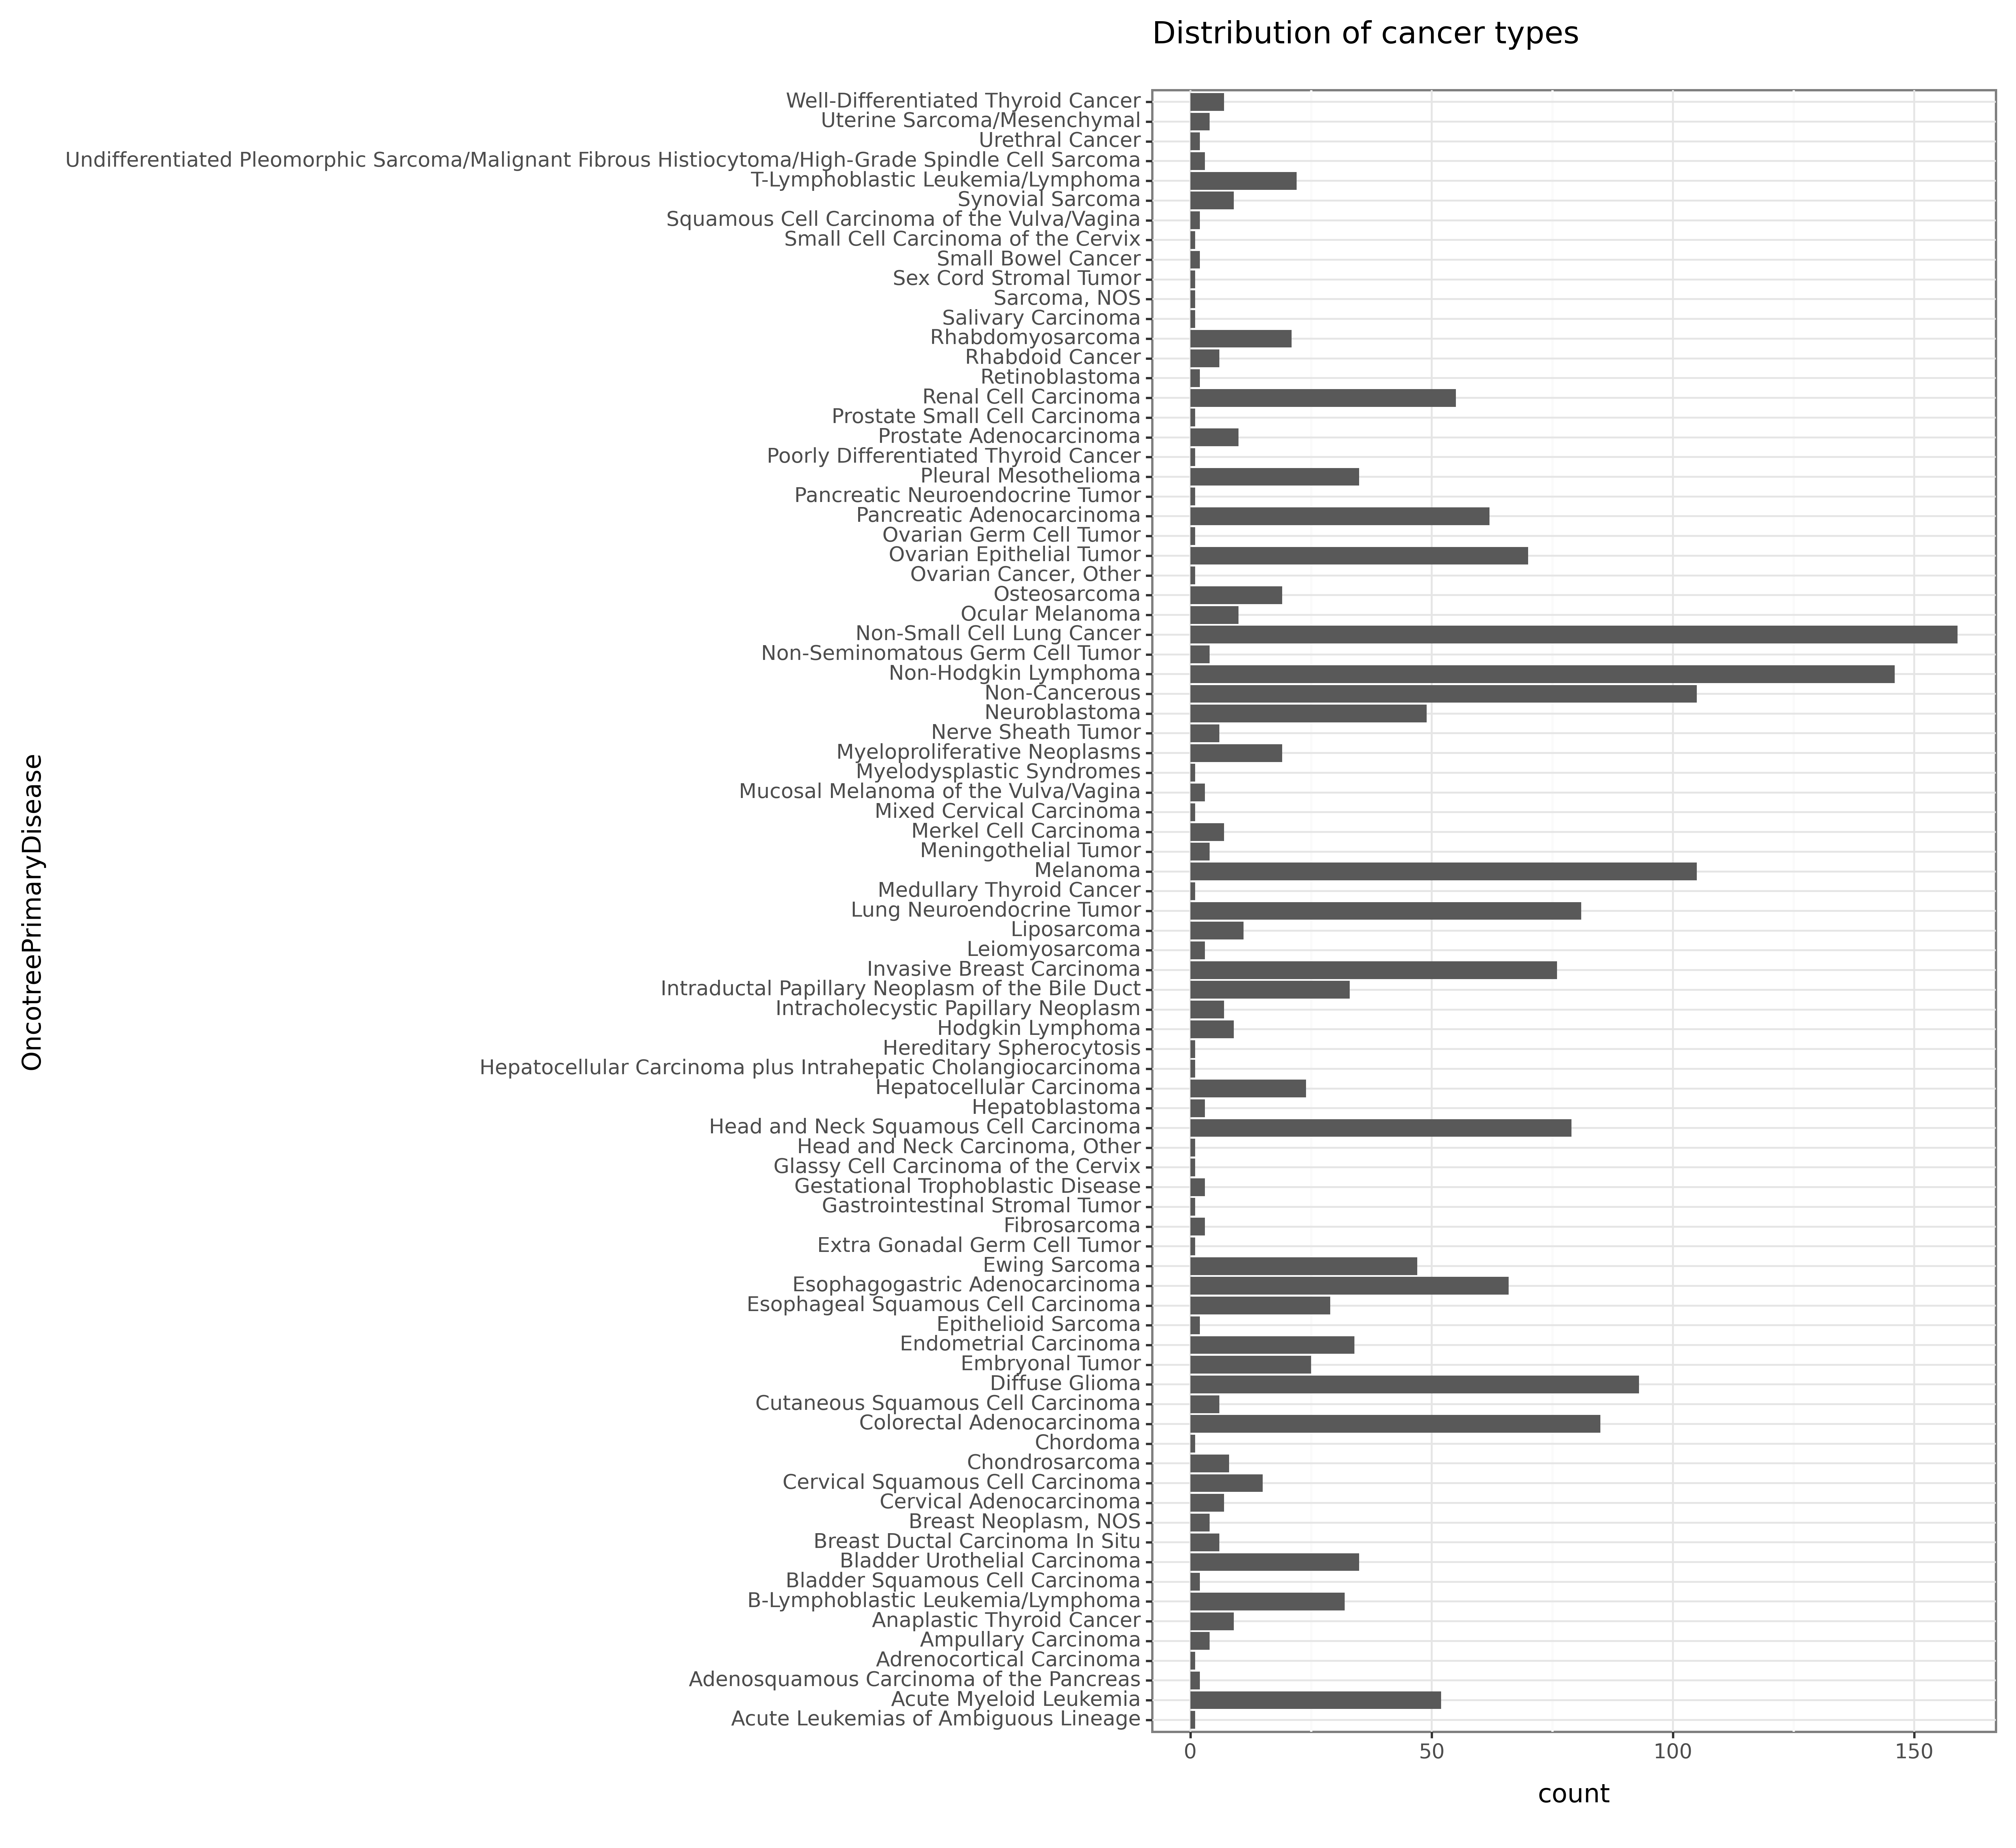 Distribution of cancer types
Well-Differentiated Thyroid Cancer
Uterine Sarcoma/Mesenchymal
Urethral Cancer
Undifferentiated Pleomorphic Sarcoma/Malignant Fibrous Histiocytoma/High-Grade Spindle Cell Sarcoma
T-Lymphoblastic Leukemia/Lymphoma
Synovial Sarcoma
Squamous Cell Carcinoma of the Vulva/Vagina
Small Cell Carcinoma of the Cervix
Small Bowel Cancer
Sex Cord Stromal Tumor
Sarcoma, NOS
Salivary Carcinoma
Rhabdomyosarcoma
Rhabdoid Cancer
Retinoblastoma
Renal Cell Carcinoma
Prostate Small Cell Carcinoma
Prostate Adenocarcinoma
Poorly Differentiated Thyroid Cancer
Pleural Mesothelioma
Pancreatic Neuroendocrine Tumor
Pancreatic Adenocarcinoma
Ovarian Germ Cell Tumor
Ovarian Epithelial Tumor
Ovarian Cancer, Other
Osteosarcoma
Ocular Melanoma
Non-Small Cell Lung Cancer
Non-Seminomatous Germ Cell Tumor
Non-Hodgkin Lymphoma
Non-Cancerous
Neuroblastoma
Nerve Sheath Tumor
Myeloproliferative Neoplasms
Myelodysplastic Syndromes
Mucosal Melanoma of the Vulva/Vagina
Mixed Cervical Carcinoma
Merkel Cell Carcinoma
Meningothelial Tumor
Melanoma
Medullary Thyroid Cancer
Lung Neuroendocrine Tumor
Liposarcoma
Leiomyosarcoma
Invasive Breast Carcinoma
Intraductal Papillary Neoplasm of the Bile Duct
Intracholecystic Papillary Neoplasm
Hodgkin Lymphoma
Hereditary Spherocytosis
Hepatocellular Carcinoma plus Intrahepatic Cholangiocarcinoma
Hepatocellular Carcinoma
Hepatoblastoma
Head and Neck Squamous Cell Carcinoma
Head and Neck Carcinoma, Other
Glassy Cell Carcinoma of the Cervix
Gestational Trophoblastic Disease
Gastrointestinal Stromal Tumor
Fibrosarcoma
Extra Gonadal Germ Cell Tumor
Ewing Sarcoma
Esophagogastric Adenocarcinoma
Esophageal Squamous Cell Carcinoma
Epithelioid Sarcoma
Endometrial Carcinoma
Embryonal Tumor
Diffuse Glioma
Cutaneous Squamous Cell Carcinoma
Colorectal Adenocarcinoma
Chordoma
Chondrosarcoma
Cervical Squamous Cell Carcinoma
Cervical Adenocarcinoma
Breast Neoplasm, NOS
Breast Ductal Carcinoma In Situ
Bladder Urothelial Carcinoma
Bladder Squamous Cell Carcinoma
B-Lymphoblastic Leukemia/Lymphoma
Anaplastic Thyroid Cancer
Ampullary Carcinoma
Adrenocortical Carcinoma
Adenosquamous Carcinoma of the Pancreas
Acute Myeloid Leukemia
Acute Leukemias of Ambiguous Lineage
OncotreePrimaryDisease
0 50 100 150
count